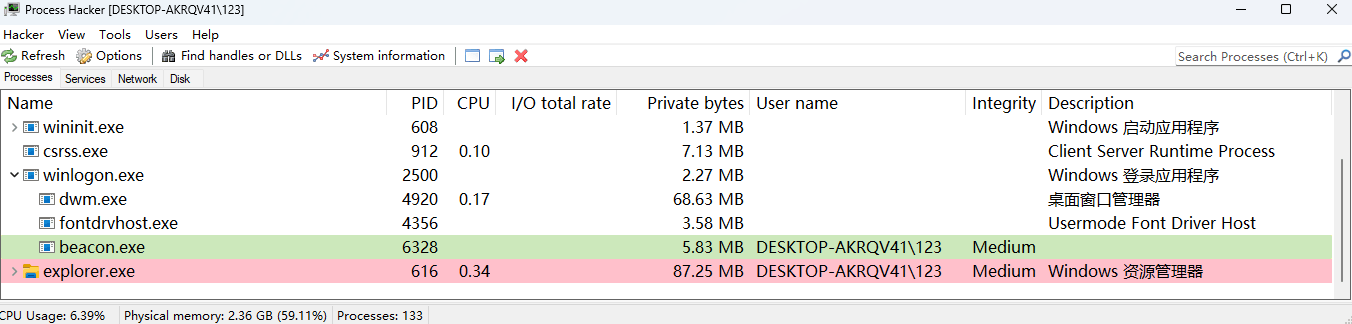 Process Hacker [DESKTOP-AKRQV41\123]
Hacker View Tools Users Help
Refresh Options Find handles or DLLs System information Search Processes (Ctrl+K)
Processes Services Network Disk
Name PID CPU I/O total rate Private bytes User name Integrity Description
wininit.exe 608 1.37 MB Windows 启动应用程序
csrss.exe 912 0.10 7.13 MB Client Server Runtime Process
winlogon.exe 2500 2.27 MB Windows 登录应用程序
dwm.exe 4920 0.17 68.63 MB 桌面窗口管理器
fontdrvhost.exe 4356 3.58 MB Usermode Font Driver Host
beacon.exe 6328 5.83 MB DESKTOP-AKRQV41\123 Medium
explorer.exe 616 0.34 87.25 MB DESKTOP-AKRQV41\123 Medium Windows 资源管理器
CPU Usage: 6.39% Physical memory: 2.36 GB (59.11%) Processes: 133